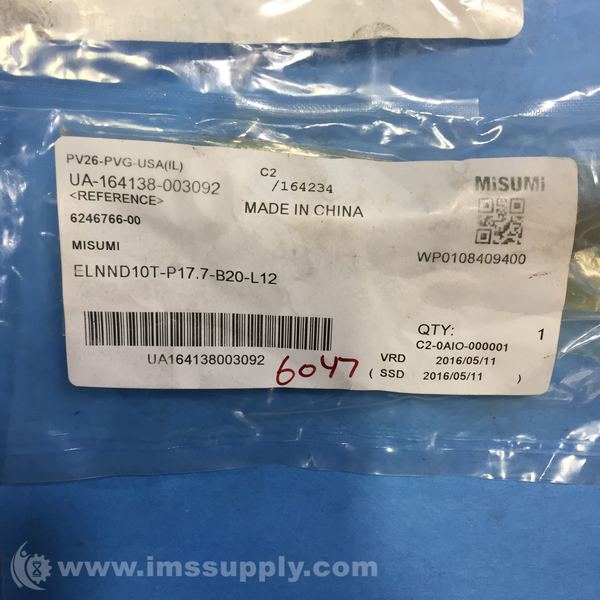 PV26-PVG-USA(IL)
C2
UA-164138-003092
/164234
MiSUMi
<REFERENCE>
MADE IN CHINA
6246766-00
MISUMI
WP0108409400
ELNND10T-P17.7-B20-L12
QTY: 1
C2-0AIO-000001
UA164138003092
6047
VRD 2016/05/11
( SSD 2016/05/11 )
www.imssupply.com